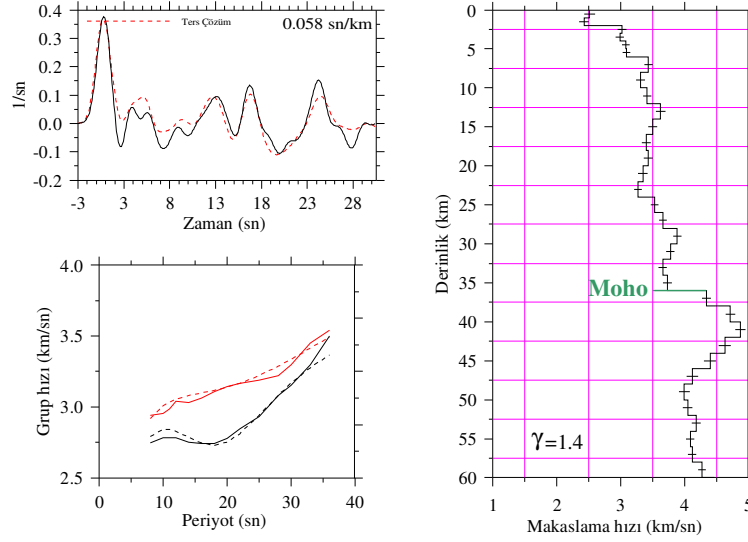 0.4
0.3
0.2
0.1
0.0
-0.1
-0.2
1/sn
Ters Çözüm
0.058 sn/km
-3 3 8 13 18 23 28
Zaman (sn)
4.0
3.5
3.0
2.5
Grup hızı (km/sn)
0 10 20 30 40
Periyot (sn)
0
5
10
15
20
25
30
35
40
45
50
55
60
Derinlik (km)
Moho
γ=1.4
1 2 3 4 5
Makaslama hızı (km/sn)